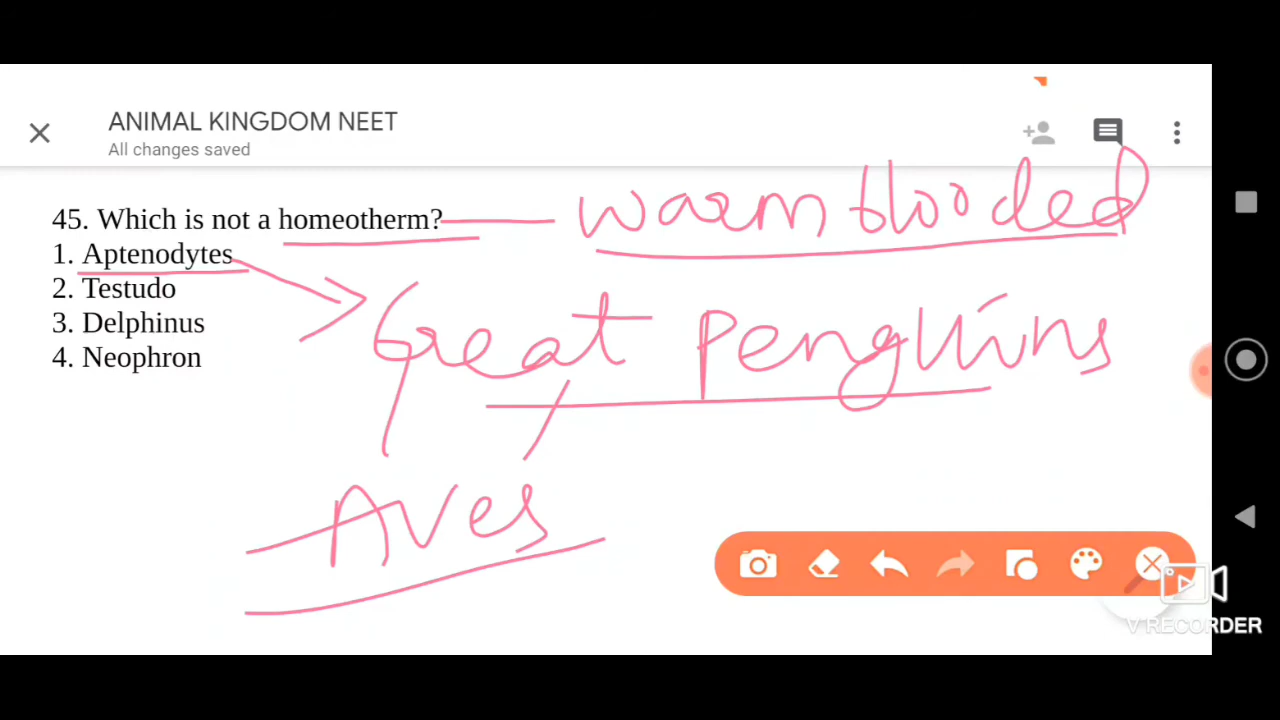 ANIMAL KINGDOM NEET
All changes saved
45. Which is not a homeotherm?
warm blooded
1. Aptenodytes
2. Testudo
3. Delphinus
4. Neophron
Great Penguins
Aves
V RECORDER